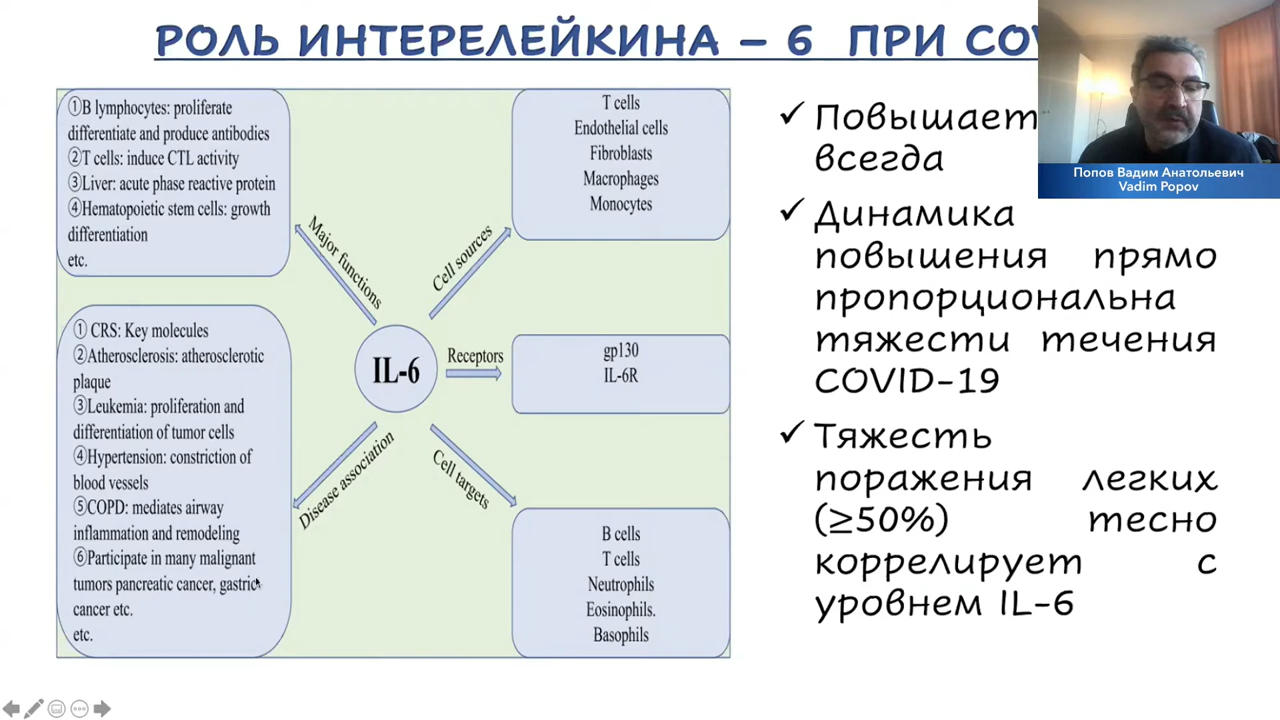 РОЛЬ ИНТЕРЕЛЕЙКИНА – 6 ПРИ
①B lymphocytes: proliferate
differentiate and produce antibodies
②T cells: induce CTL activity
③Liver: acute phase reactive protein
④Hematopoietic stem cells: growth
differentiation
etc.
T cells
Endothelial cells
Fibroblasts
Macrophages
Monocytes
Major functions
Cell sources
① CRS: Key molecules
②Atherosclerosis: atherosclerotic
plaque
③Leukemia: proliferation and
differentiation of tumor cells
④Hypertension: constriction of
blood vessels
⑤COPD: mediates airway
inflammation and remodeling
⑥Participate in many malignant
tumors pancreatic cancer, gastric
cancer etc.
etc.
IL-6
Receptors
gp130
IL-6R
Disease association
Cell targets
B cells
T cells
Neutrophils
Eosinophils.
Basophils
✓ Повышает
всегда
✓ Динамика
повышения прямо
пропорциональна
тяжести течения
COVID-19
✓ Тяжесть
поражения легких
(≥50%) тесно
коррелирует с
уровнем IL-6
Попов Вадим Анатольевич
Vadim Popov